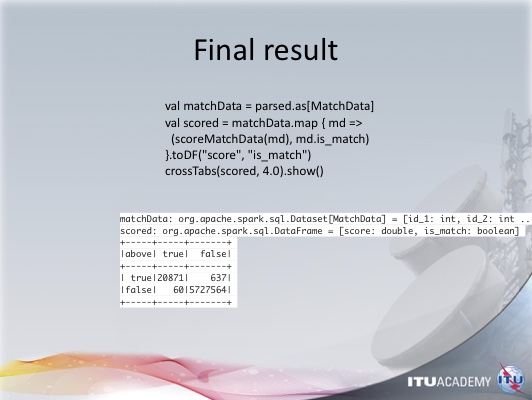 Final result
val matchData = parsed.as[MatchData]
val scored = matchData.map { md =>
(scoreMatchData(md), md.is_match)
}.toDF("score", "is_match")
crossTabs(scored, 4.0).show()
matchData: org.apache.spark.sql.Dataset[MatchData] = [id_1: int, id_2: int ..
scored: org.apache.spark.sql.DataFrame = [score: double, is_match: boolean]
+-----+-----+-------+
|above| true|  false|
+-----+-----+-------+
| true|20871|    637|
|false|   60|5727564|
+-----+-----+-------+
ITUACADEMY ITU